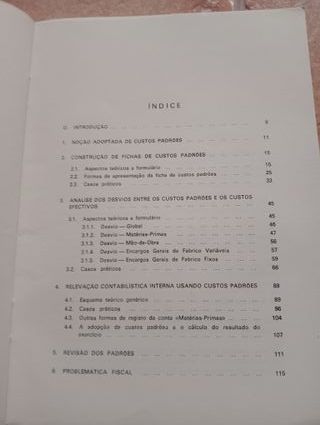 ÍNDICE
0. INTRODUÇÃO ... 9
1. NOÇÃO ADOPTADA DE CUSTOS PADRÕES ... 11
2. CONSTRUÇÃO DE FICHAS DE CUSTOS PADRÕES ... 15
2.1. Aspectos teóricos e formulário ... 15
2.2. Formas de apresentação da ficha de custos padrões ... 25
2.3. Casos práticos ... 33
3. ANÁLISE DOS DESVIOS ENTRE OS CUSTOS PADRÕES E OS CUSTOS
EFECTIVOS ... 45
3.1. Aspectos teóricos e formulário ... 45
3.1.1. Desvio — Global ... 46
3.1.2. Desvio — Matérias-Primas ... 47
3.1.3. Desvio — Mão-de-Obra ... 56
3.1.4. Desvio — Encargos Gerais de Fabrico Variáveis ... 57
3.1.5. Desvio — Encargos Gerais de Fabrico Fixos ... 59
3.2. Casos práticos ... 66
4. RELEVAÇÃO CONTABILÍSTICA INTERNA USANDO CUSTOS PADRÕES ... 89
4.1. Esquema teórico genérico ... 89
4.2. Casos práticos ... 96
4.3. Outras formas de registo da conta «Matérias-Primas» ... 104
4.4. A adopção de custos padrões e o cálculo do resultado do
exercício ... 107
5. REVISÃO DOS PADRÕES ... 111
6. PROBLEMÁTICA FISCAL ... 115